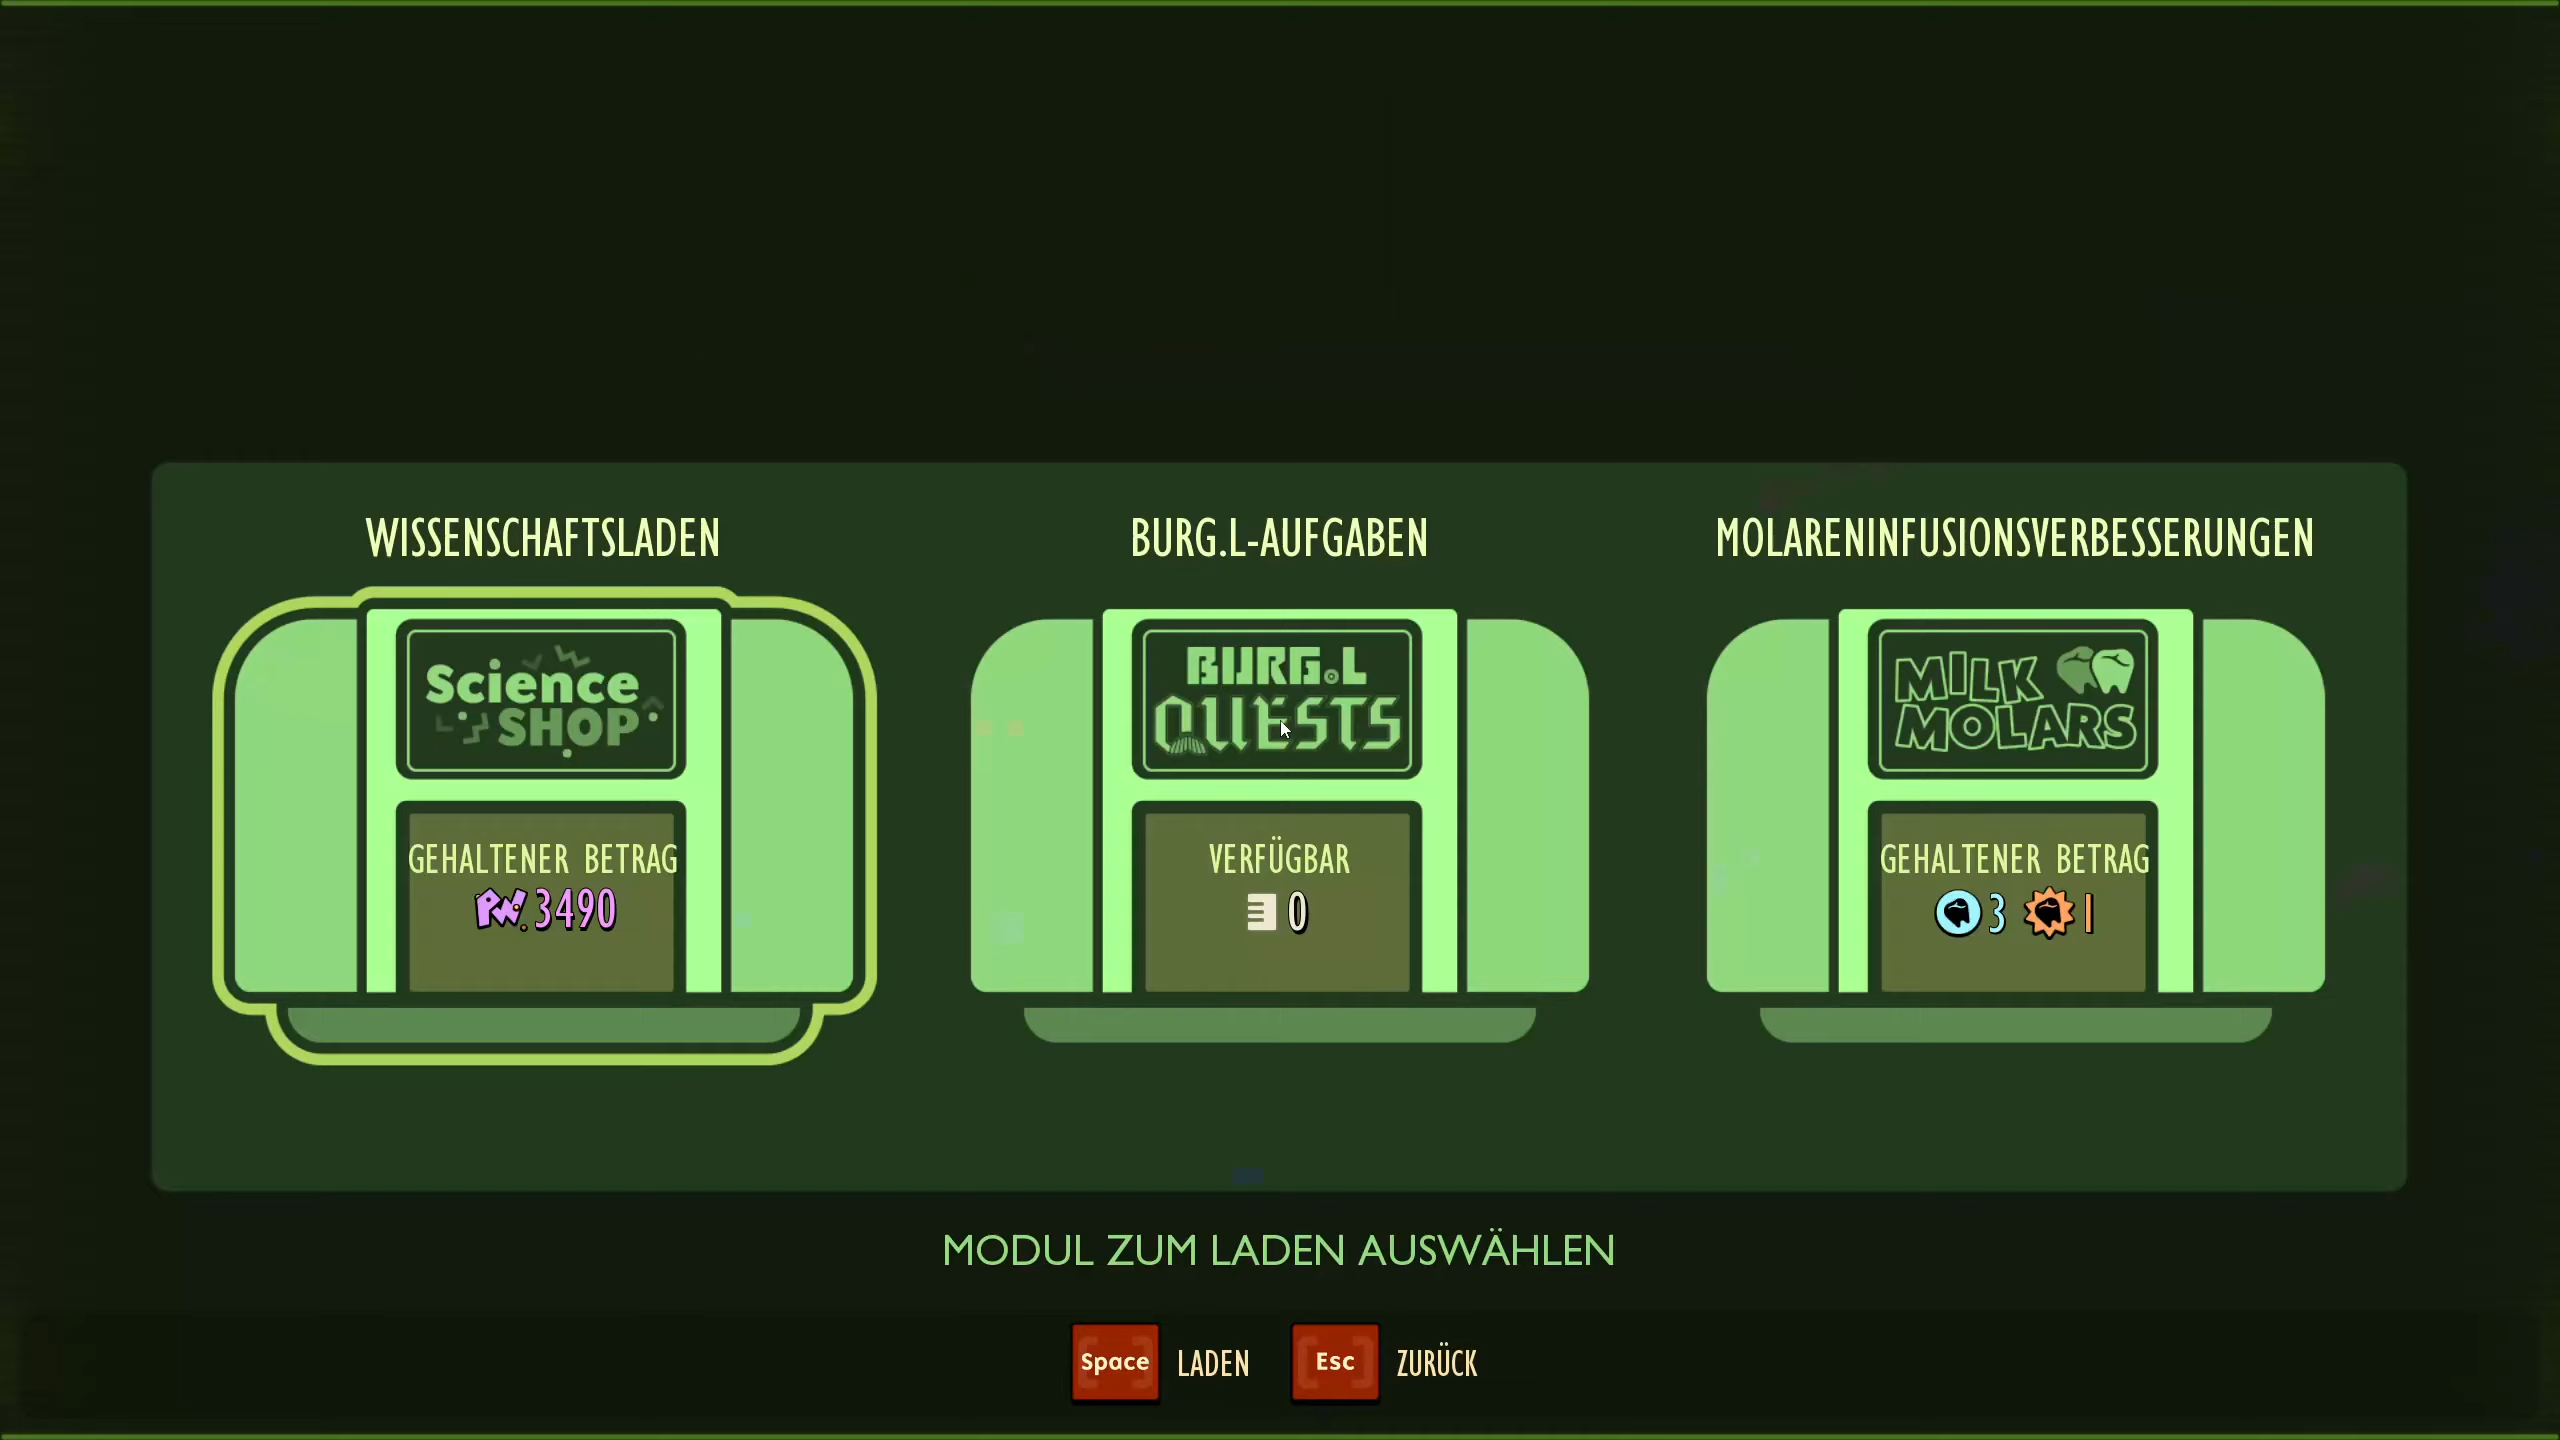 WISSENSCHAFTSLADEN
Science
SHOP
GEHALTENER BETRAG
3490
BURG.L-AUFGABEN
BURG.L
QUESTS
VERFÜGBAR
0
MOLARENINFUSIONSVERBESSERUNGEN
MILK
MOLARS
GEHALTENER BETRAG
3 1
MODUL ZUM LADEN AUSWÄHLEN
Space LADEN Esc ZURÜCK